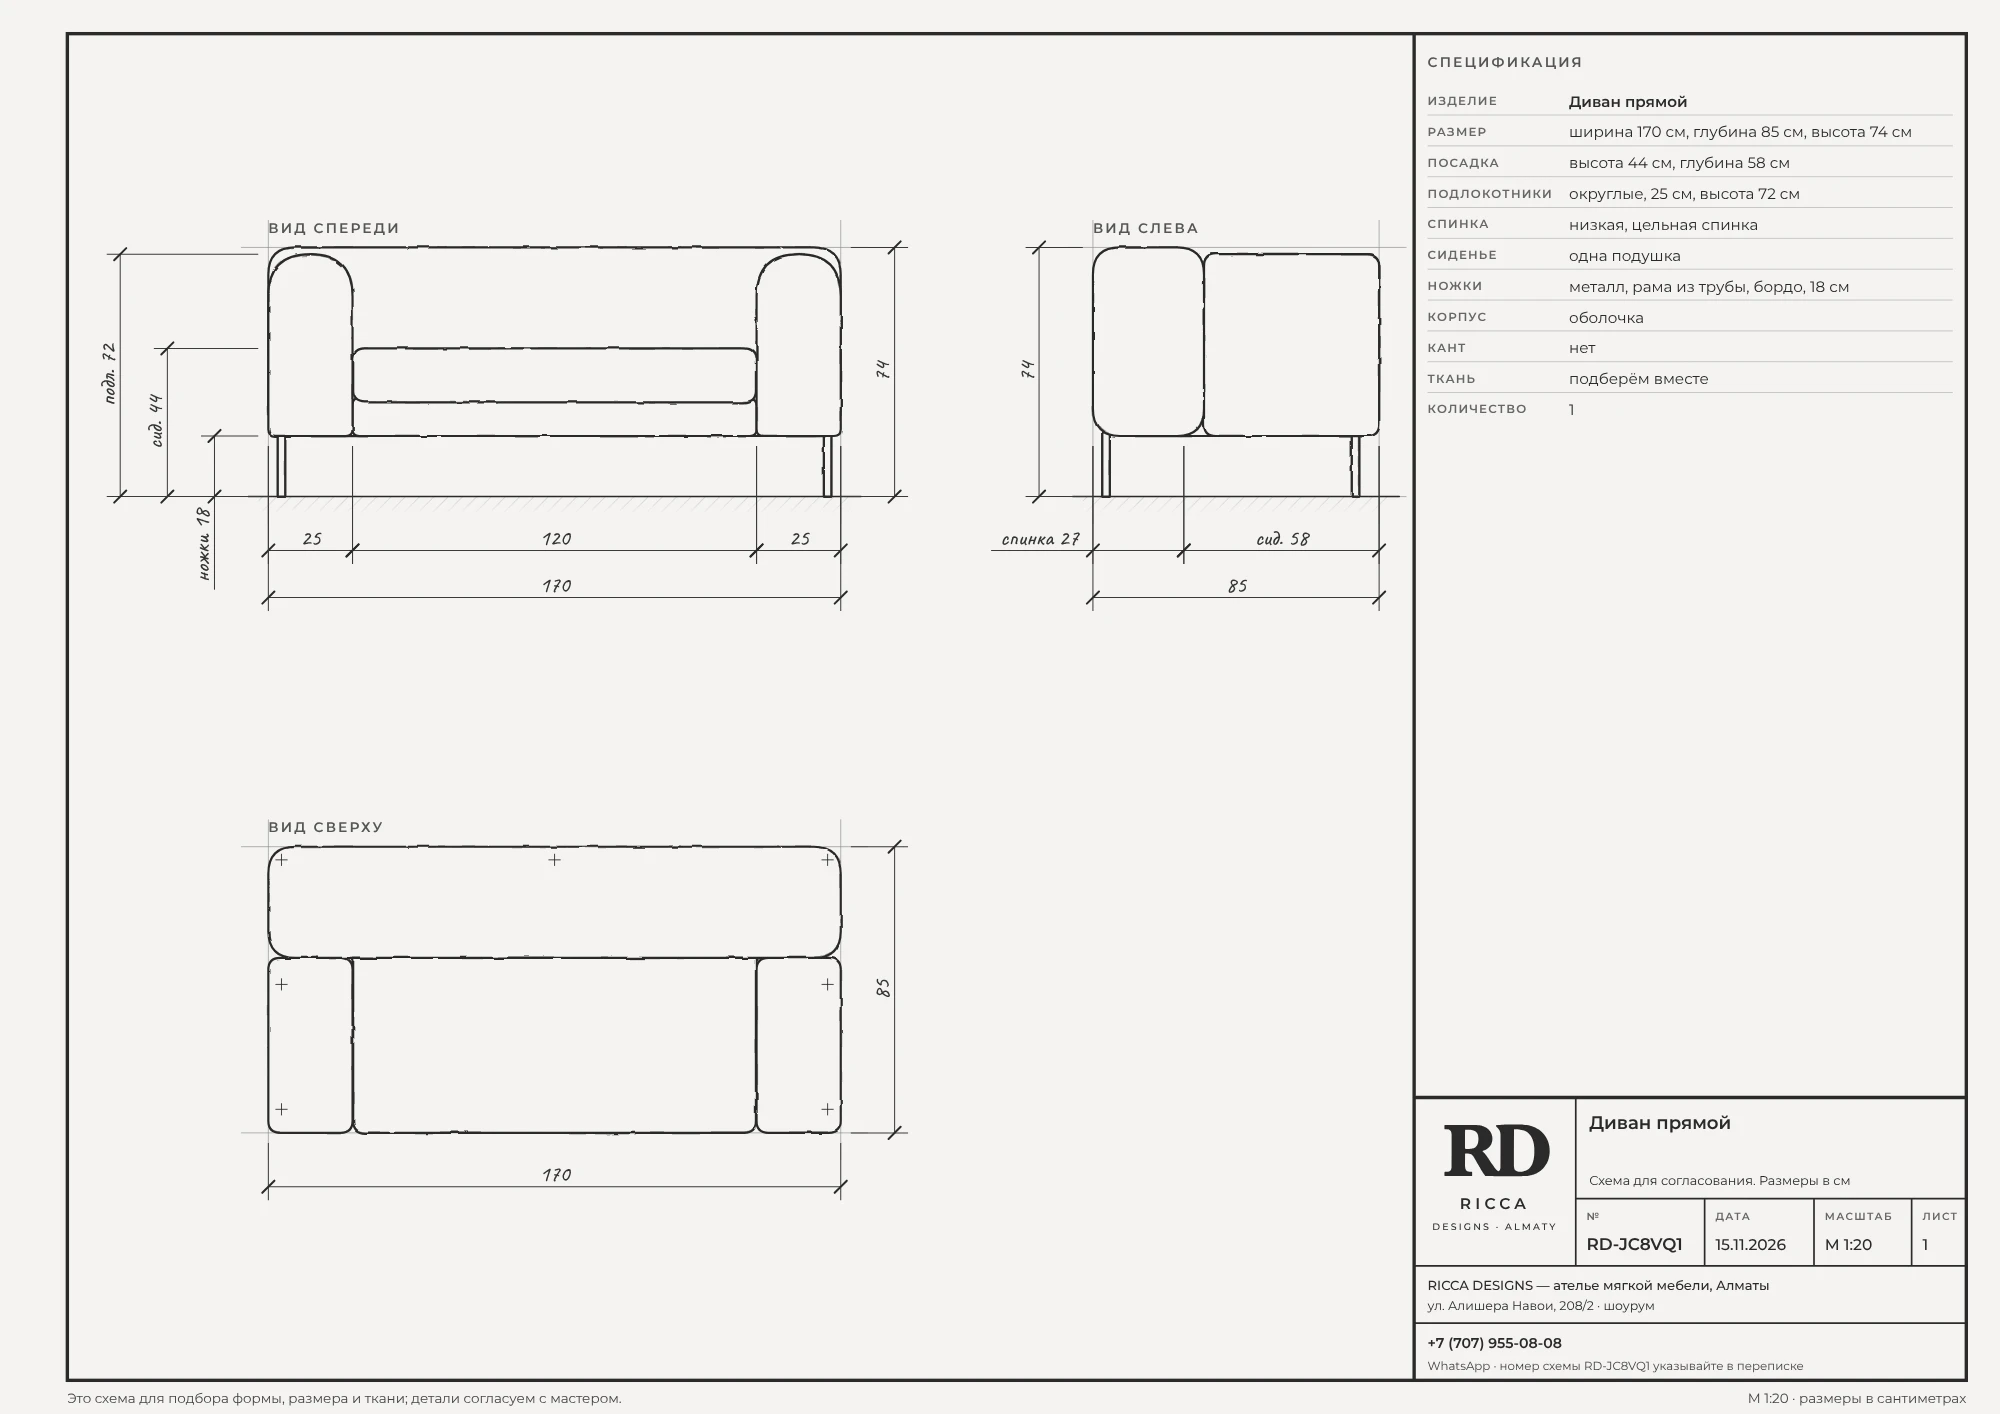 ВИД СПЕРЕДИ
подл. 72
сид. 44
ножки 18
74
25
120
25
170
ВИД СЛЕВА
74
спинка 27
сид. 58
85
ВИД СВЕРХУ
85
170
СПЕЦИФИКАЦИЯ
ИЗДЕЛИЕ Диван прямой
РАЗМЕР ширина 170 см, глубина 85 см, высота 74 см
ПОСАДКА высота 44 см, глубина 58 см
ПОДЛОКОТНИКИ округлые, 25 см, высота 72 см
СПИНКА низкая, цельная спинка
СИДЕНЬЕ одна подушка
НОЖКИ металл, рама из трубы, бордо, 18 см
КОРПУС оболочка
КАНТ нет
ТКАНЬ подберём вместе
КОЛИЧЕСТВО 1
RD
RICCA
DESIGNS · ALMATY
Диван прямой
Схема для согласования. Размеры в см
№ ДАТА МАСШТАБ ЛИСТ
RD-JC8VQ1 15.11.2026 М 1:20 1
RICCA DESIGNS — ателье мягкой мебели, Алматы
ул. Алишера Навои, 208/2 · шоурум
+7 (707) 955-08-08
WhatsApp · номер схемы RD-JC8VQ1 указывайте в переписке
Это схема для подбора формы, размера и ткани; детали согласуем с мастером.
М 1:20 · размеры в сантиметрах